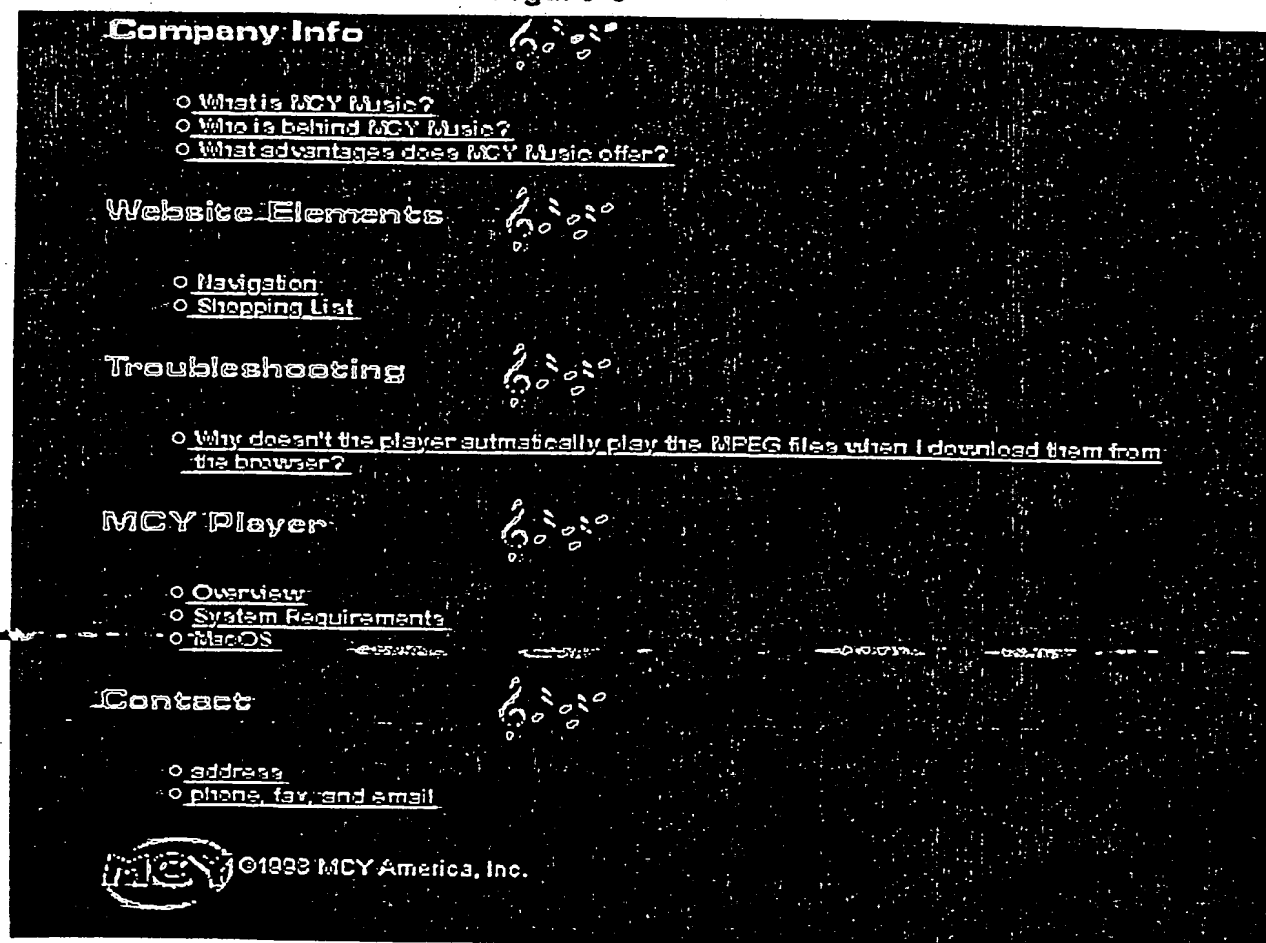 Company Info
What is MCY Music?
Who is behind MCY Music?
What advantages does MCY Music offer?
Website Elements
Navigation
Shopping List
Troubleshooting
Why doesn't the player autmatically play the MPEG files when I download them from
the browser?
MCY Player
Overview
System Requirements
MacOS
Contact
address
phone, fax, and email
MCY ©1998 MCY America, Inc.